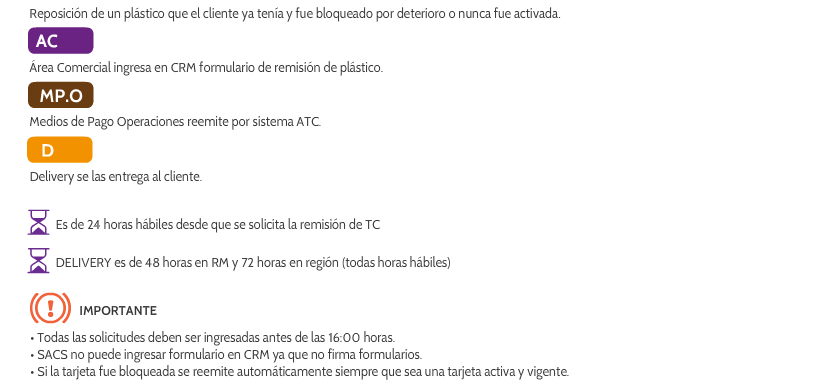 Reposición de un plástico que el cliente ya tenía y fue bloqueado por deterioro o nunca fue activada.
AC
Área Comercial ingresa en CRM formulario de remisión de plástico.
MP.O
Medios de Pago Operaciones reemite por sistema ATC.
D
Delivery se las entrega al cliente.
Es de 24 horas hábiles desde que se solicita la remisión de TC
DELIVERY es de 48 horas en RM y 72 horas en región (todas horas hábiles)
IMPORTANTE
• Todas las solicitudes deben ser ingresadas antes de las 16:00 horas.
• SACS no puede ingresar formulario en CRM ya que no firma formularios.
• Si la tarjeta fue bloqueada se reemite automáticamente siempre que sea una tarjeta activa y vigente.